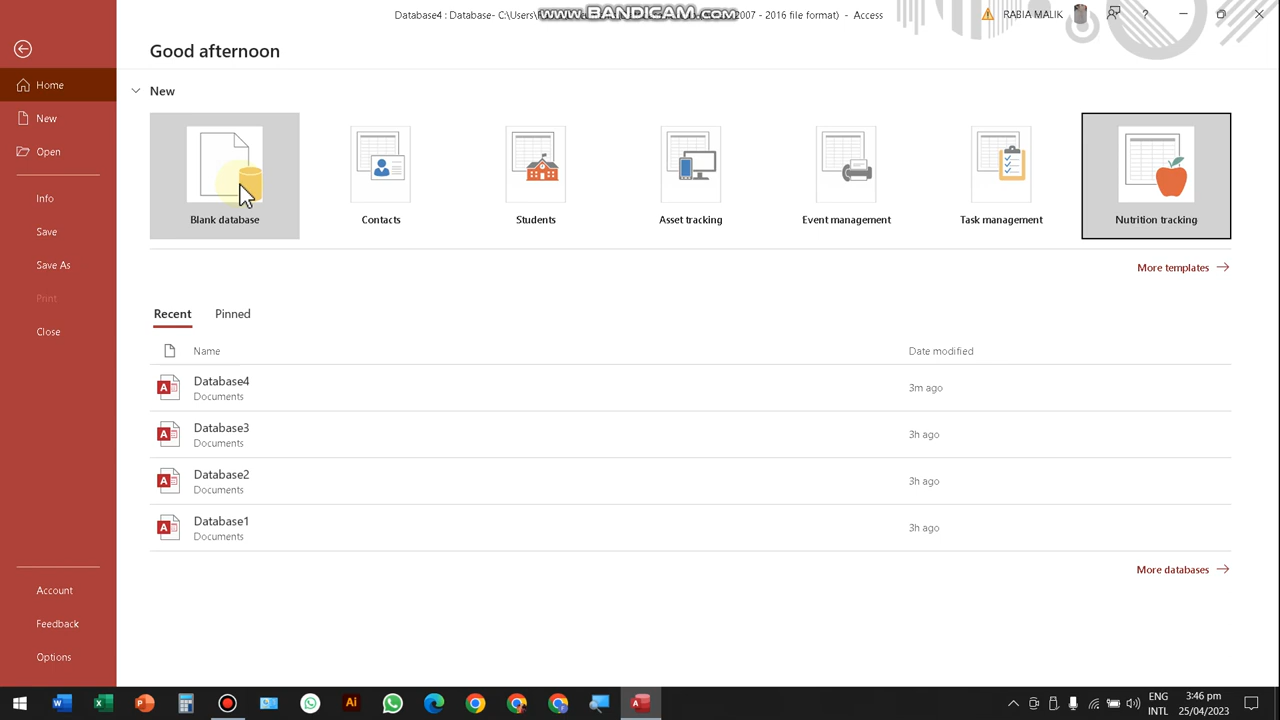 Database4 : Database- C:\Users\
www.BANDICAM.com
2007 - 2016 file format) - Access
RABIA MALIK
?
Good afternoon
Home
New
Open
Info
Save
Save As
Print
Close
Account
Feedback
Options
New
Blank database
Contacts
Students
Asset tracking
Event management
Task management
Nutrition tracking
More templates
Recent
Pinned
Name
Date modified
Database4
Documents
3m ago
Database3
Documents
3h ago
Database2
Documents
3h ago
Database1
Documents
3h ago
More databases
ENG
INTL
3:46 pm
25/04/2023